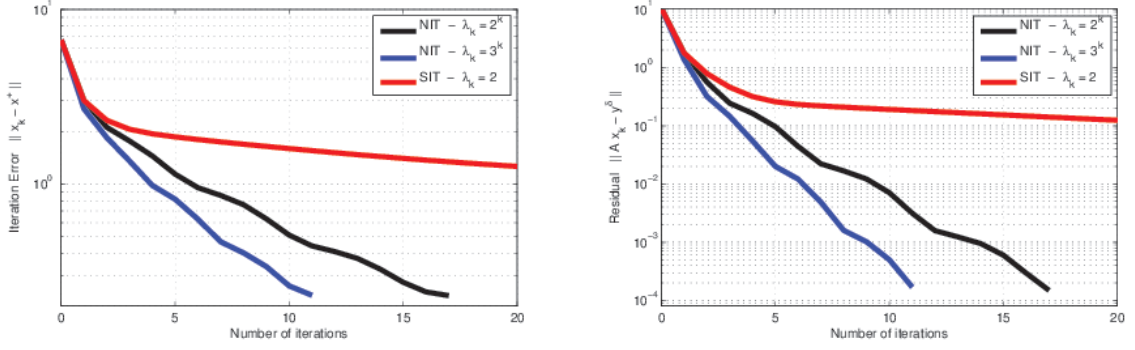 10^1
10^0
Iteration Error || x_k − x^+ ||
NIT − λ_k = 2^k
NIT − λ_k = 3^k
SIT − λ_k = 2
0 5 10 15 20
Number of iterations
10^1
10^0
10^−1
10^−2
10^−3
10^−4
Residual || A x_k − y^δ ||
NIT − λ_k = 2^k
NIT − λ_k = 3^k
SIT − λ_k = 2
0 5 10 15 20
Number of iterations